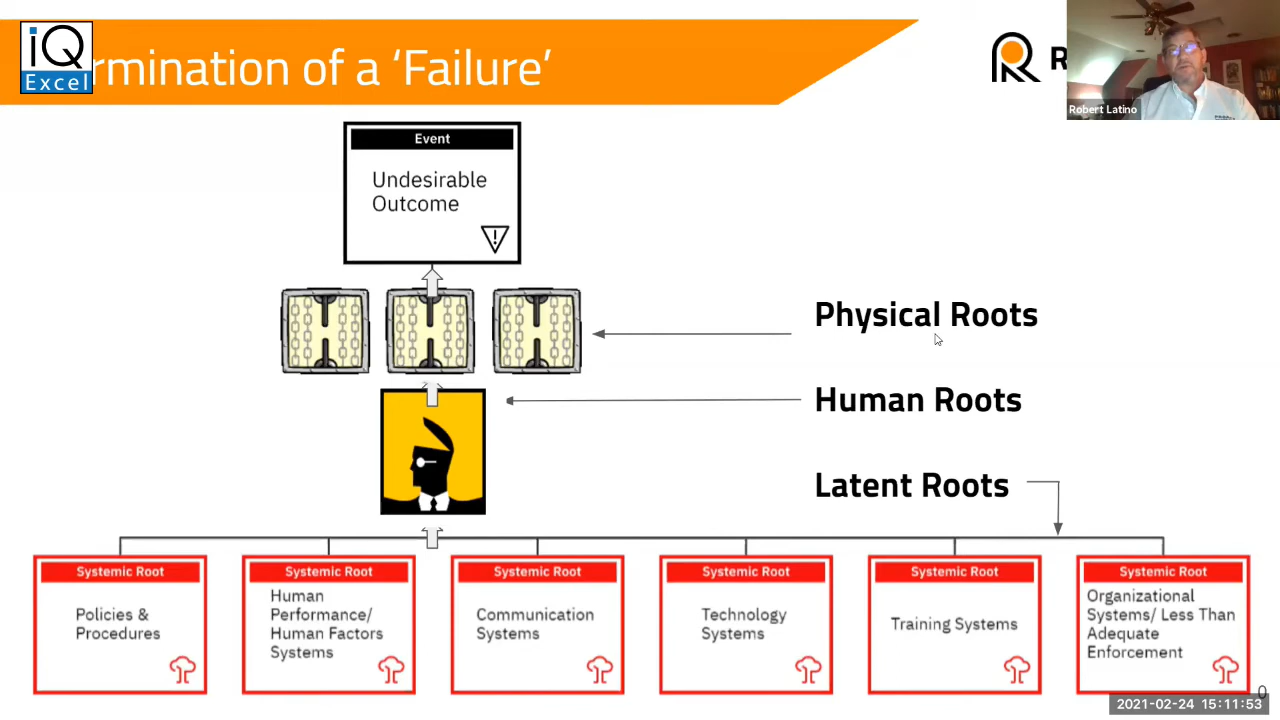 iQ
Excel
rmination of a ‘Failure’
R
Robert Latino
Event
Undesirable
Outcome
Physical Roots
Human Roots
Latent Roots
Systemic Root
Policies &
Procedures
Systemic Root
Human
Performance/
Human Factors
Systems
Systemic Root
Communication
Systems
Systemic Root
Technology
Systems
Systemic Root
Training Systems
Systemic Root
Organizational
Systems/ Less Than
Adequate
Enforcement
0
2021-02-24 15:11:53